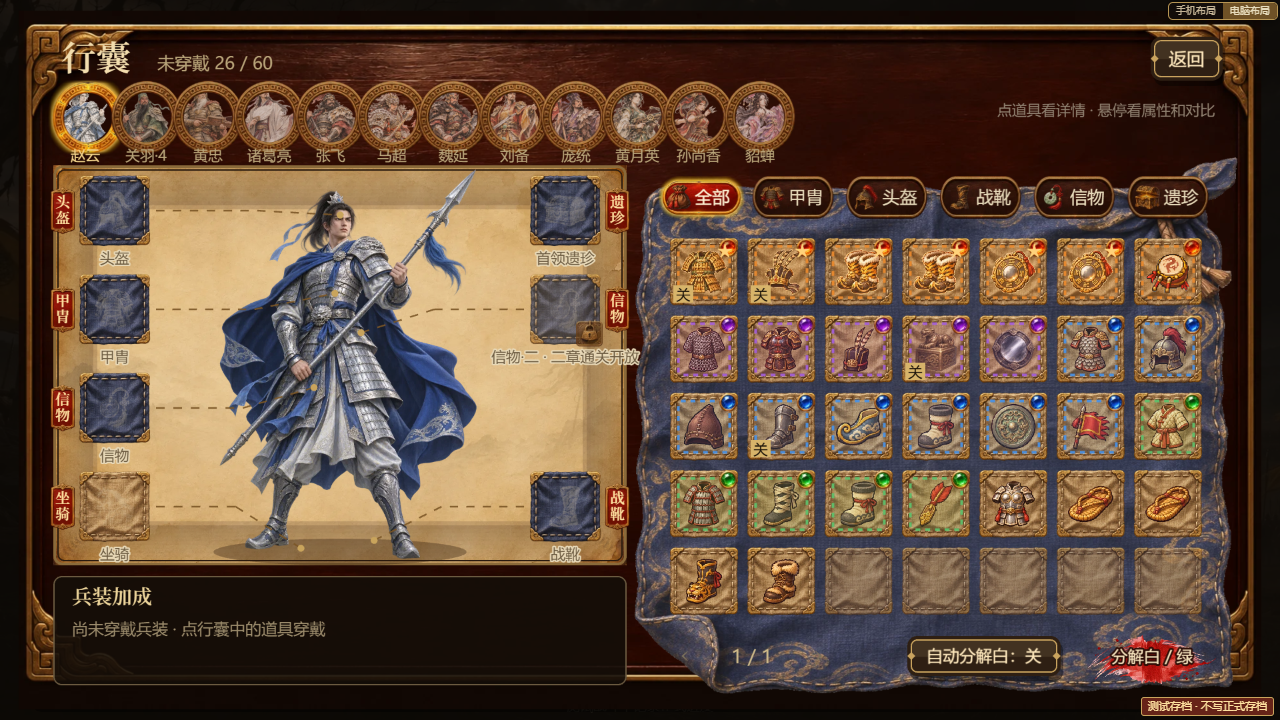 手机布局
电脑布局
行囊
未穿戴 26 / 60
返回
点道具看详情 · 悬停看属性和对比
赵云
关羽·4
黄忠
诸葛亮
张飞
马超
魏延
刘备
庞统
黄月英
孙尚香
貂蝉
头盔
头盔
甲胄
甲胄
信物
信物
坐骑
坐骑
遗珍
首领遗珍
信物
信物·二 · 二章通关开放
战靴
战靴
全部
甲胄
头盔
战靴
信物
遗珍
关
关
关
关
兵装加成
尚未穿戴兵装 · 点行囊中的道具穿戴
1 / 1
自动分解白：关
分解白 / 绿
测试存档 · 不写正式存档